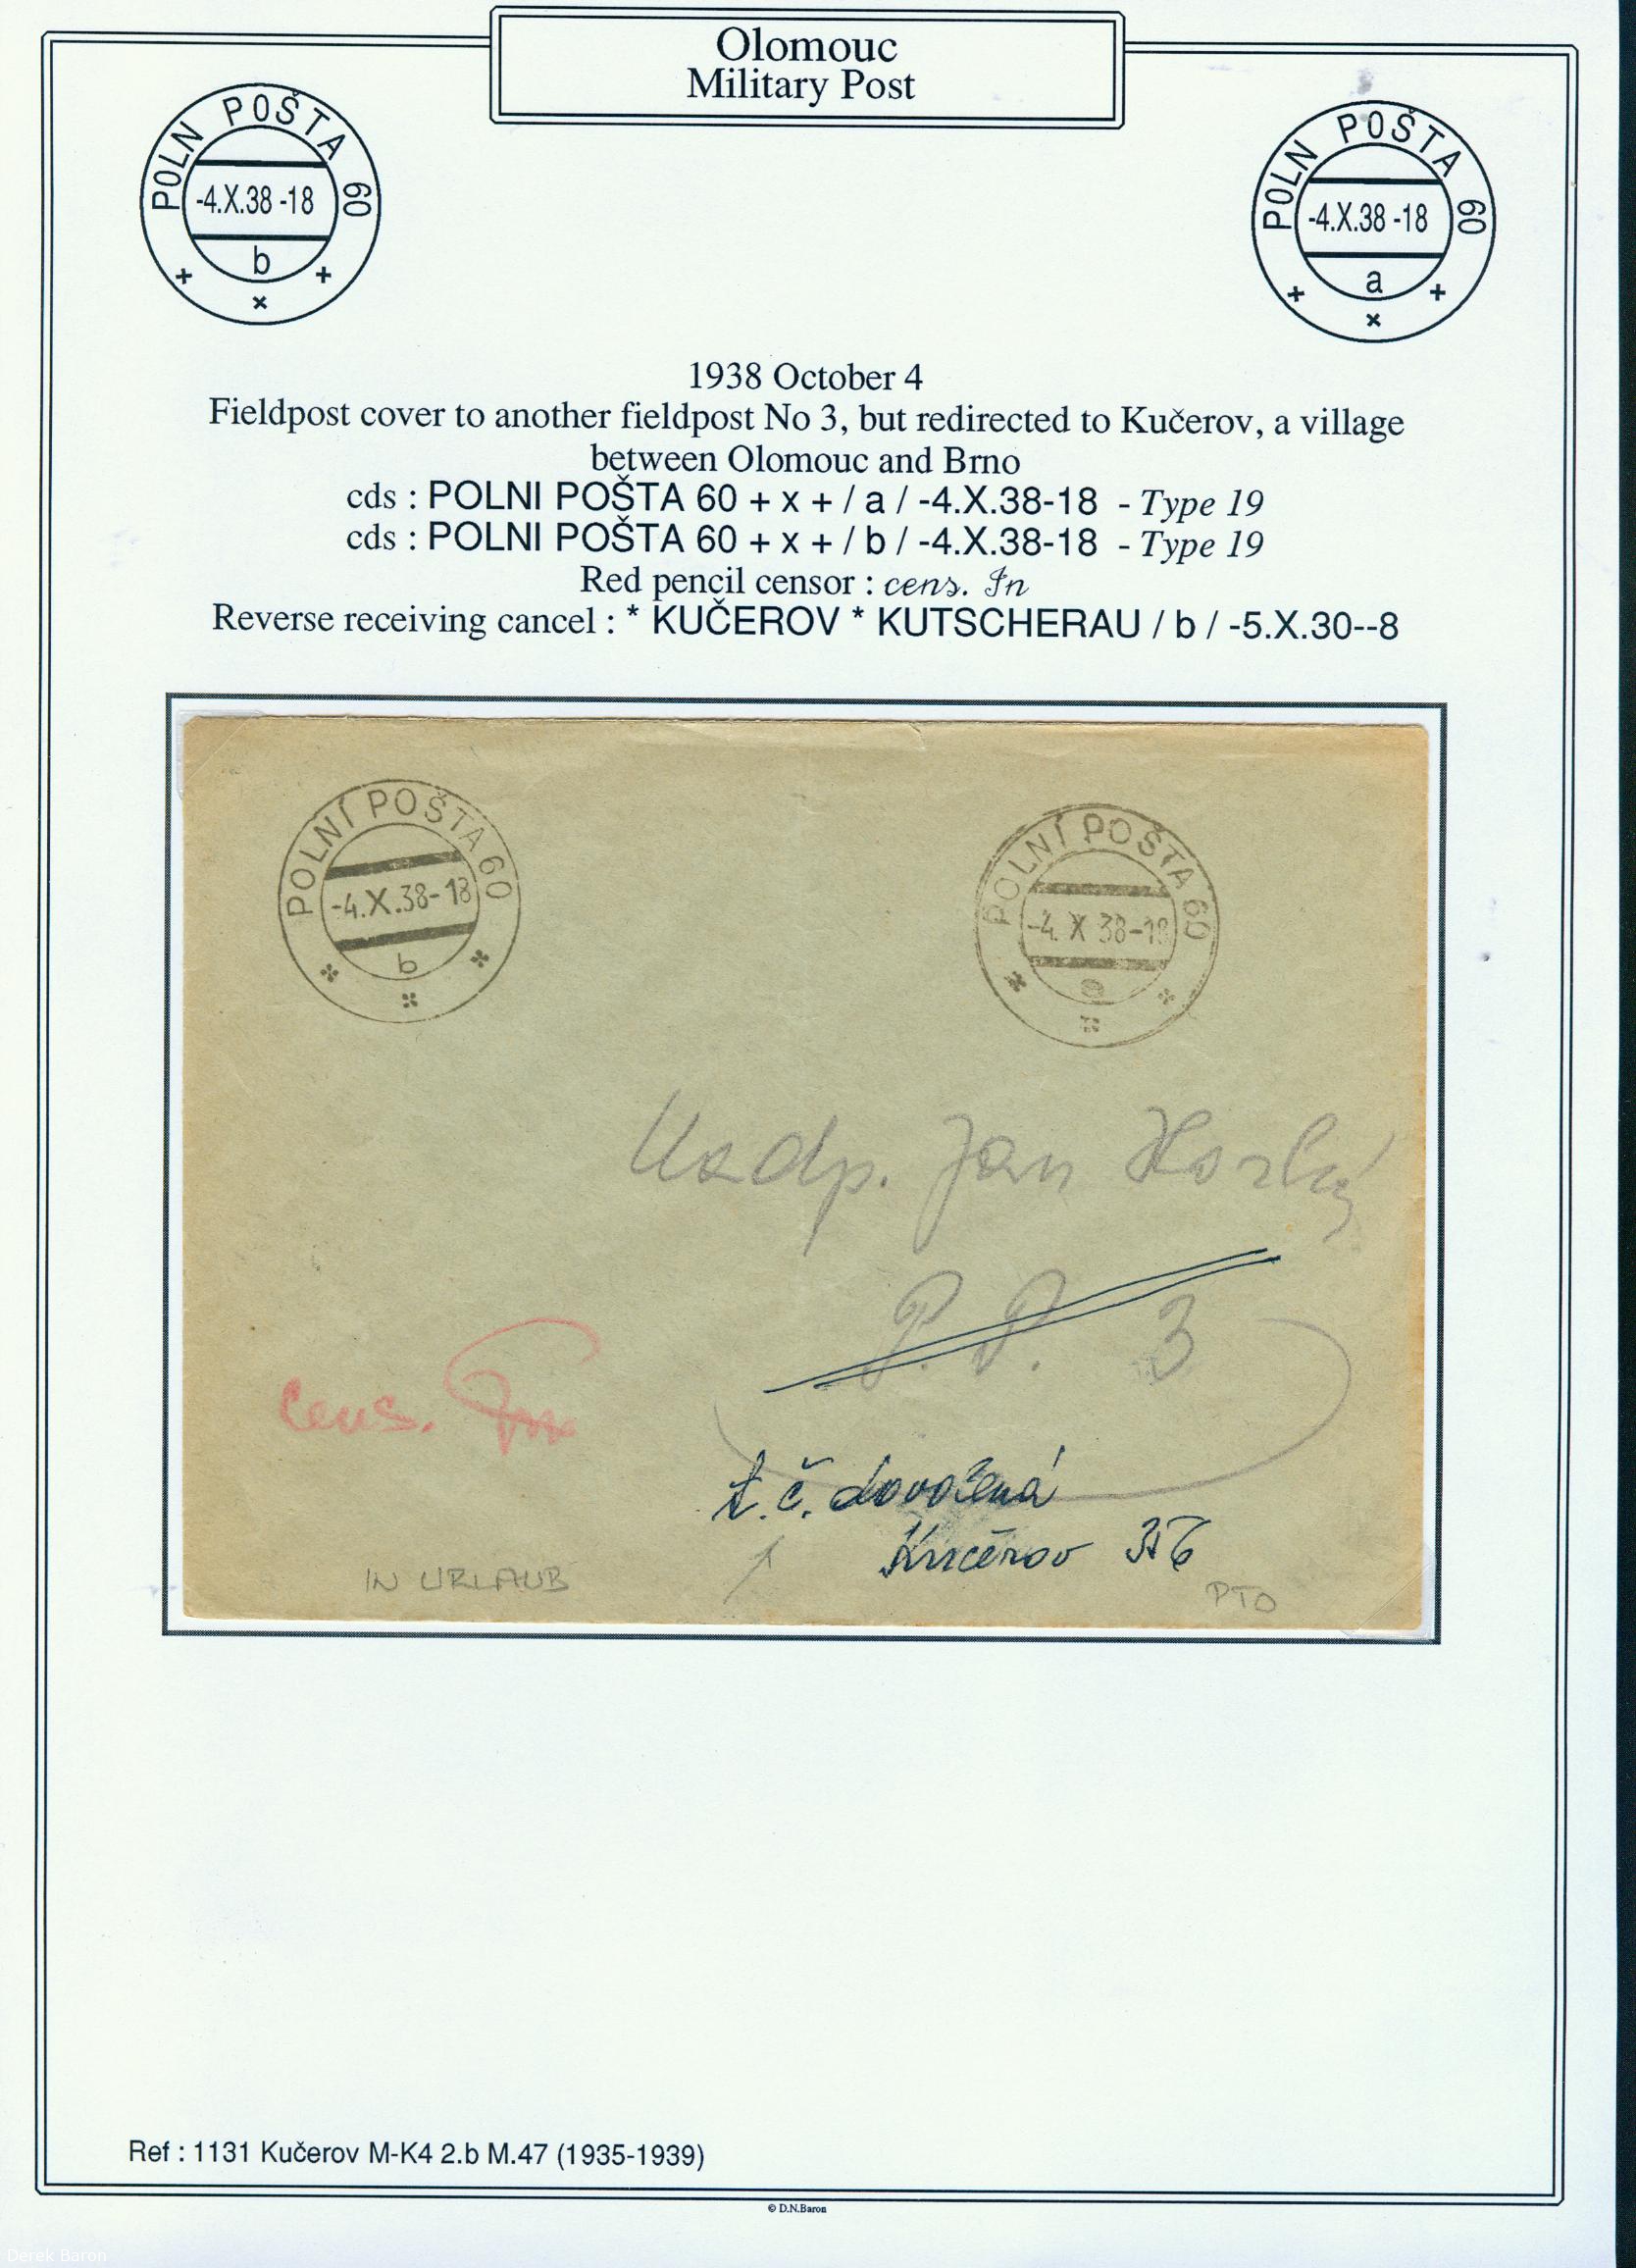 Olomouc
Military Post
POLN POŠTA 60
-4.X.38 -18
b
+ x +
POLN POŠTA 60
-4.X.38 -18
a
+ x +
1938 October 4
Fieldpost cover to another fieldpost No 3, but redirected to Kučerov, a village
between Olomouc and Brno
cds : POLNI POŠTA 60 + x + / a / -4.X.38-18 - Type 19
cds : POLNI POŠTA 60 + x + / b / -4.X.38-18 - Type 19
Red pencil censor : cens. In
Reverse receiving cancel : * KUČEROV * KUTSCHERAU / b / -5.X.30--8
POLNÍ POŠTA 60
-4.X.38-18
b
POLNÍ POŠTA 60
-4.X 38-18
a
Jan
P. P. 3
cens.
t.č. dovolená
Kučerov
IN URLAUB
PTO
Ref : 1131 Kučerov M-K4 2.b M.47 (1935-1939)
© D.N.Baron
Derek Baron